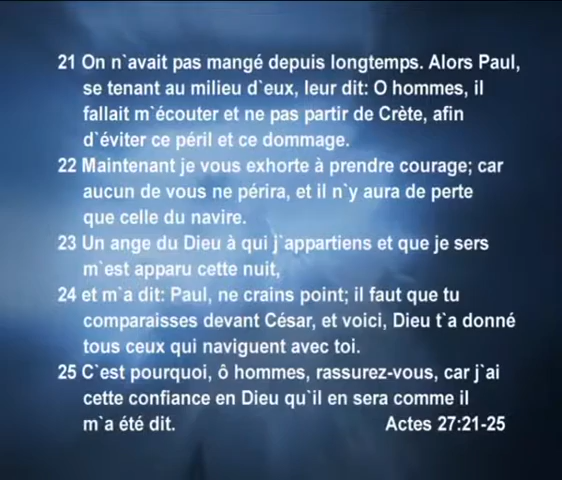 21 On n`avait pas mangé depuis longtemps. Alors Paul,
se tenant au milieu d`eux, leur dit: O hommes, il
fallait m`écouter et ne pas partir de Crète, afin
d`éviter ce péril et ce dommage.
22 Maintenant je vous exhorte à prendre courage; car
aucun de vous ne périra, et il n`y aura de perte
que celle du navire.
23 Un ange du Dieu à qui j`appartiens et que je sers
m`est apparu cette nuit,
24 et m`a dit: Paul, ne crains point; il faut que tu
comparaisses devant César, et voici, Dieu t`a donné
tous ceux qui naviguent avec toi.
25 C`est pourquoi, ô hommes, rassurez-vous, car j`ai
cette confiance en Dieu qu`il en sera comme il
m`a été dit. Actes 27:21-25